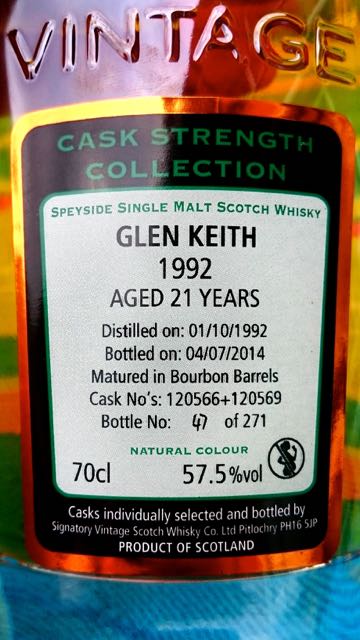 VINTAGE
CASK STRENGTH
COLLECTION
SPEYSIDE SINGLE MALT SCOTCH WHISKY
GLEN KEITH
1992
AGED 21 YEARS
Distilled on: 01/10/1992
Bottled on: 04/07/2014
Matured in Bourbon Barrels
Cask No's: 120566+120569
Bottle No: 47 of 271
NATURAL COLOUR
70cl 57.5%vol
Casks individually selected and bottled by
Signatory Vintage Scotch Whisky Co. Ltd Pitlochry PH16 5JP
PRODUCT OF SCOTLAND